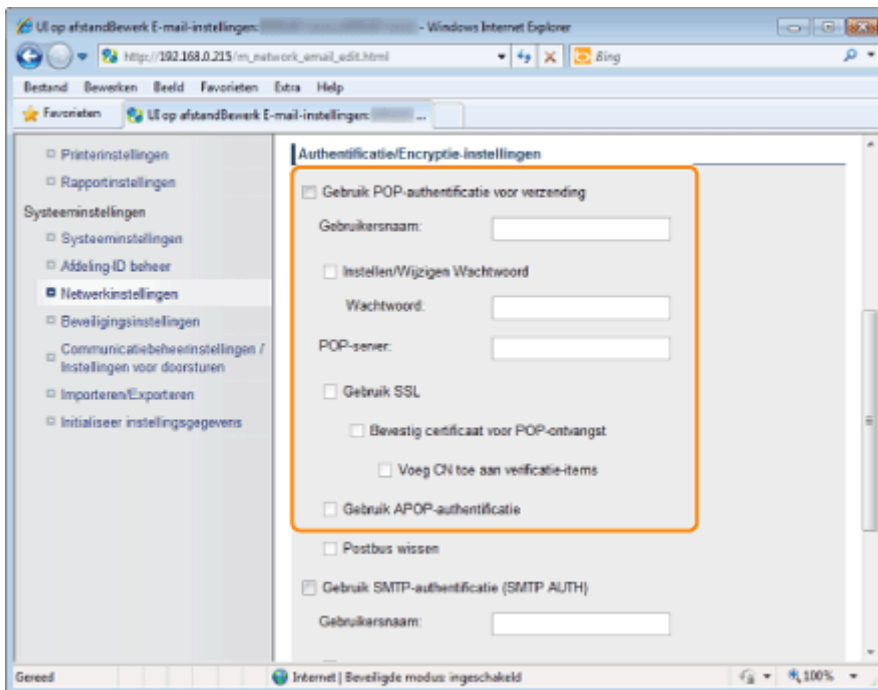 UI op afstandBewerk E-mail-instellingen: - Windows Internet Explorer
http://192.168.0.215/m_network_email_edit.html
Bing
Bestand Bewerken Beeld Favorieten Extra Help
Favorieten
UI op afstandBewerk E-mail-instellingen: ...
Printerinstellingen
Rapportinstellingen
Systeeminstellingen
Systeeminstellingen
Afdeling-ID beheer
Netwerkinstellingen
Beveiligingsinstellingen
Communicatiebeheerinstellingen /
Instellingen voor doorsturen
Importeren/Exporteren
Initialiseer instellingsgegevens
Authentificatie/Encryptie-instellingen
Gebruik POP-authentificatie voor verzending
Gebruikersnaam:
Instellen/Wijzigen Wachtwoord
Wachtwoord:
POP-server:
Gebruik SSL
Bevestig certificaat voor POP-ontvangst
Voeg CN toe aan verificatie-items
Gebruik APOP-authentificatie
Postbus wissen
Gebruik SMTP-authentificatie (SMTP AUTH)
Gebruikersnaam:
Gereed
Internet | Beveiligde modus: ingeschakeld
100%